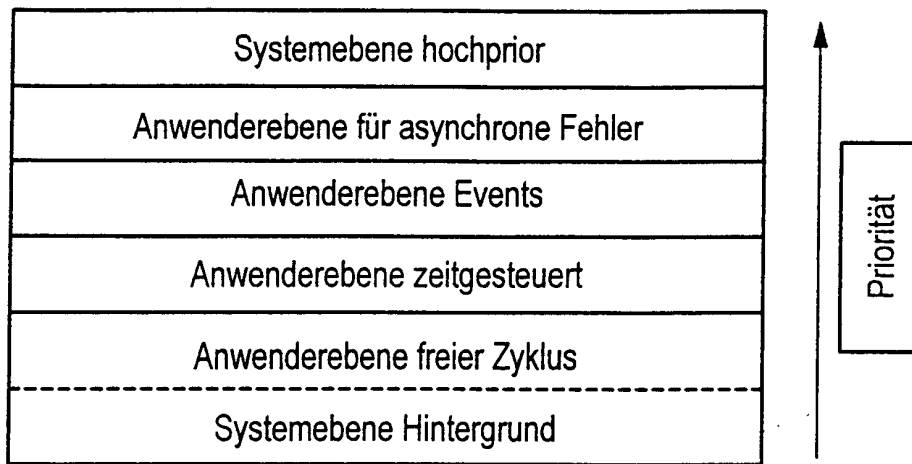 Systemebene hochprior
Anwenderebene für asynchrone Fehler
Anwenderebene Events
Anwenderebene zeitgesteuert
Anwenderebene freier Zyklus
Systemebene Hintergrund
Priorität